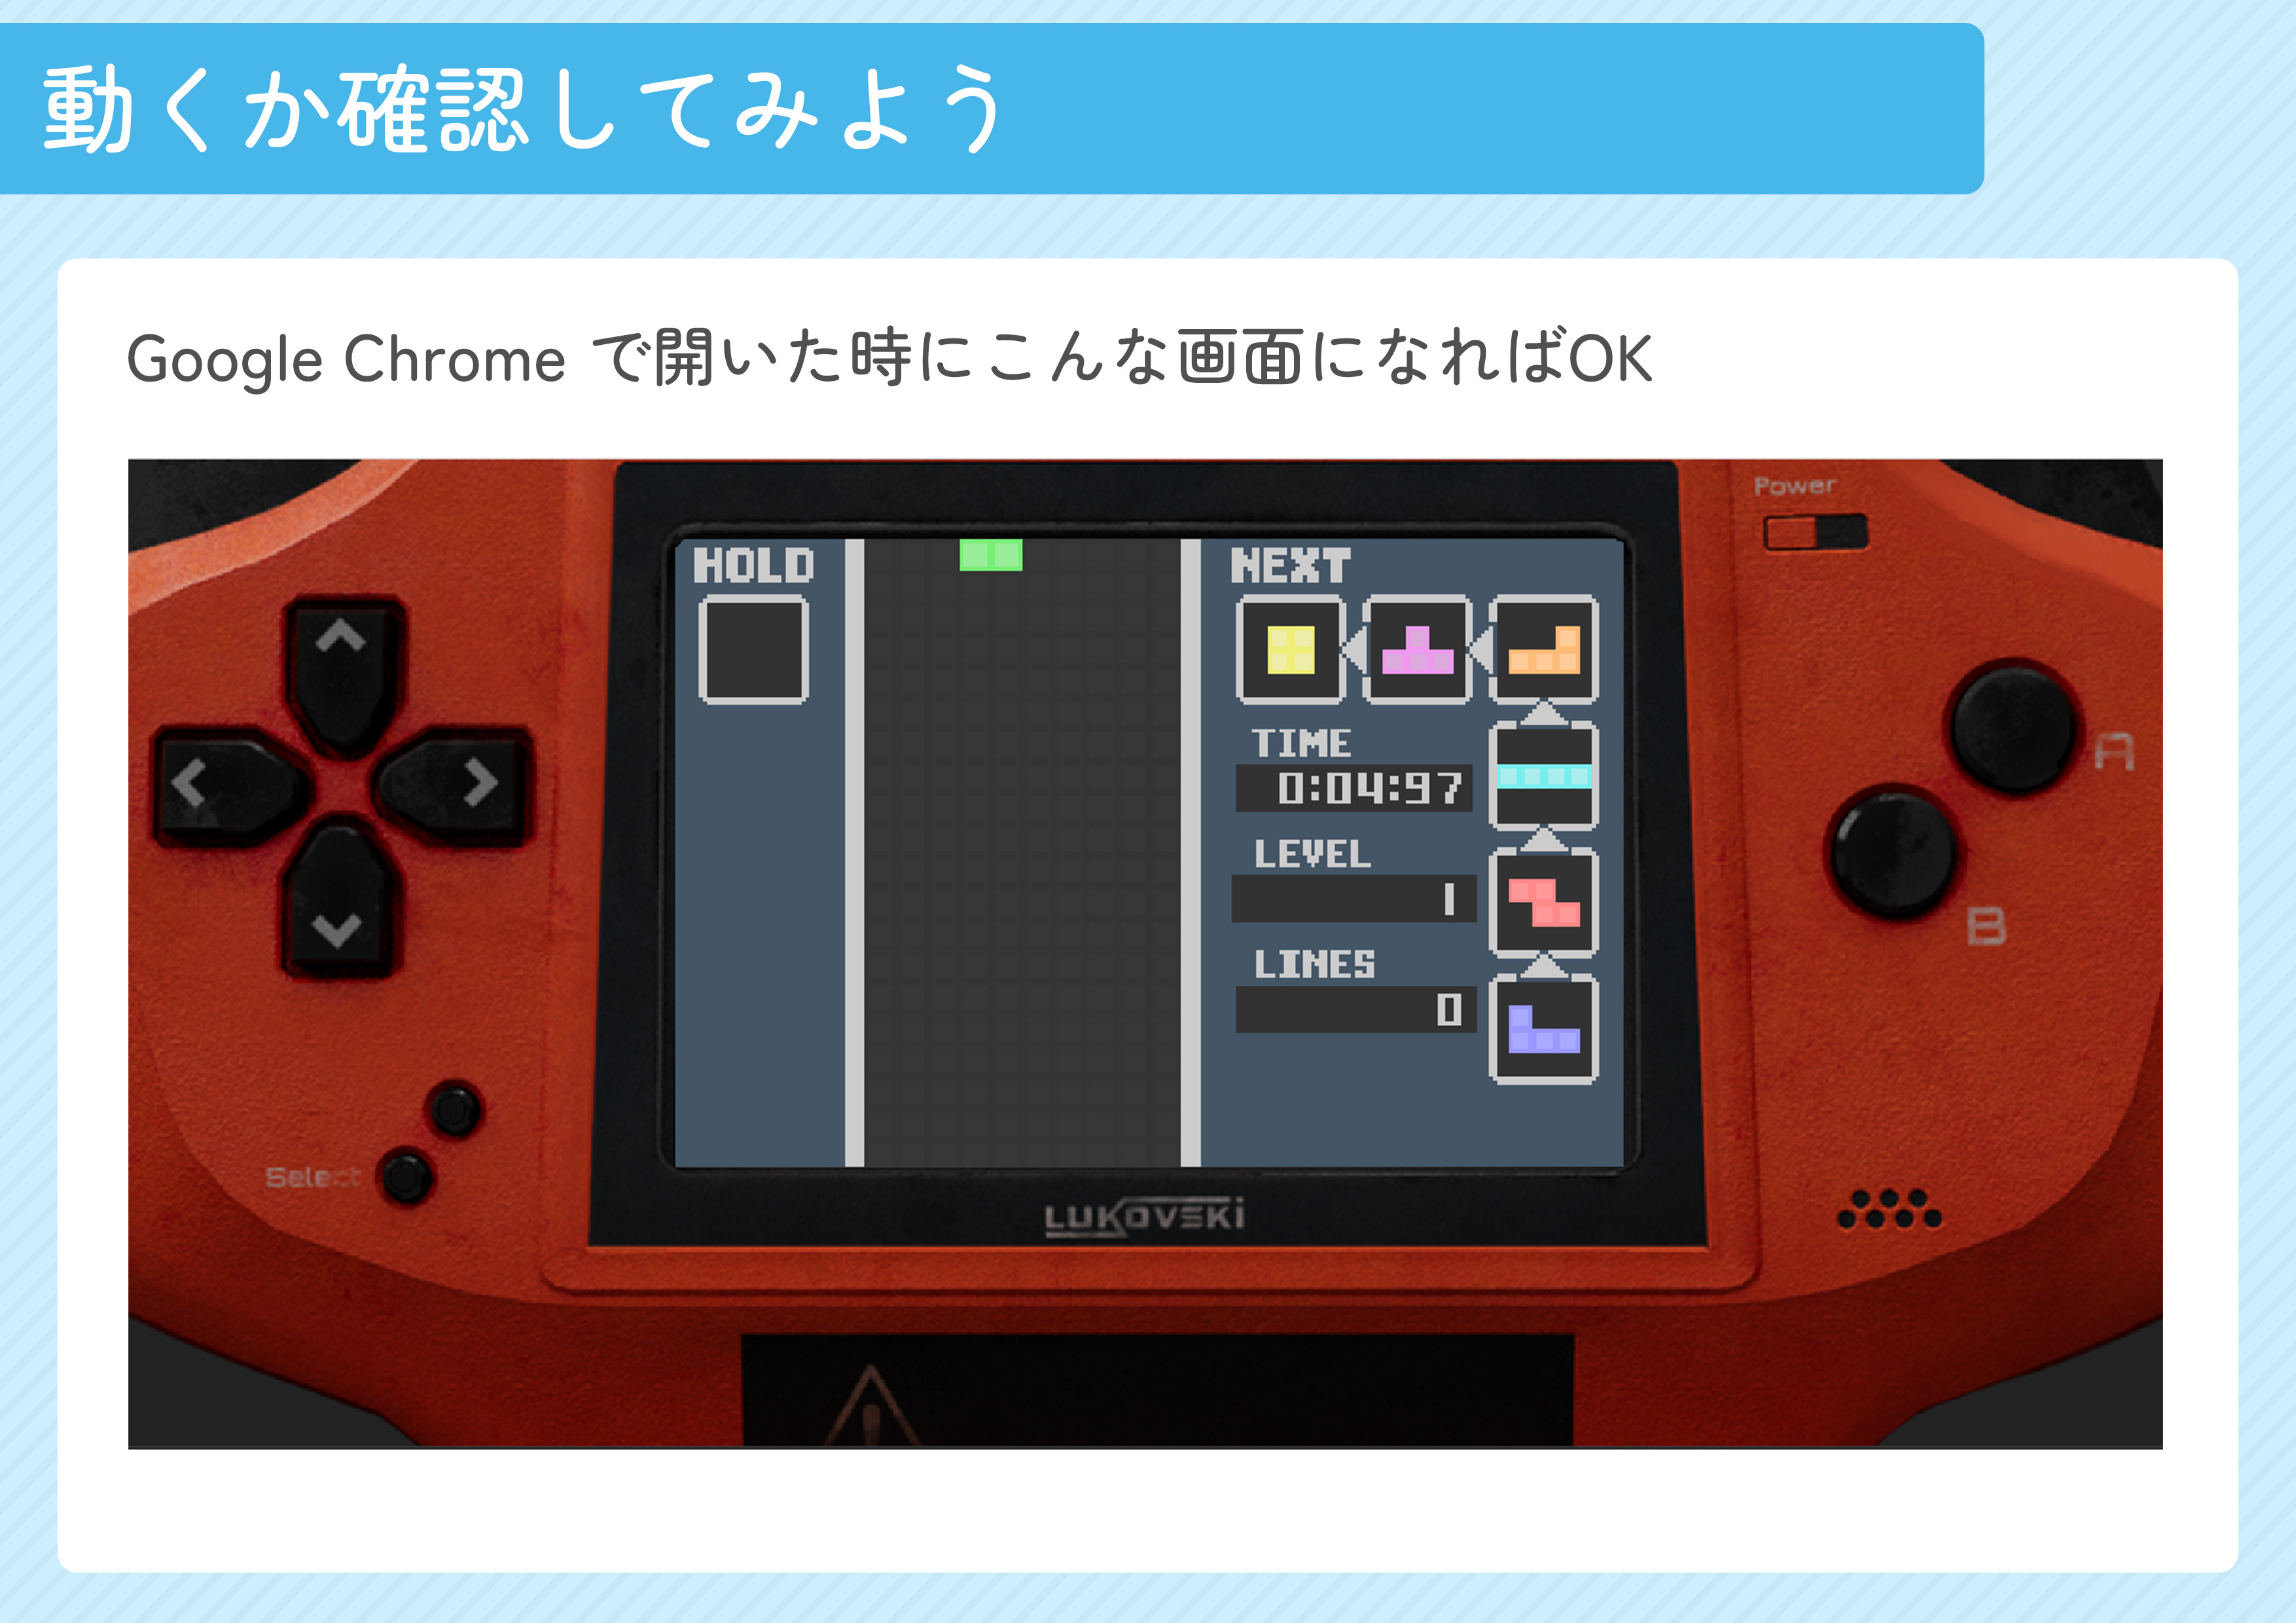 動くか確認してみよう
Google Chrome で開いた時にこんな画面になればOK
Power
HOLD
NEXT
TIME
0:04:97
LEVEL
1
LINES
0
A
B
Select
LUKOVSKi